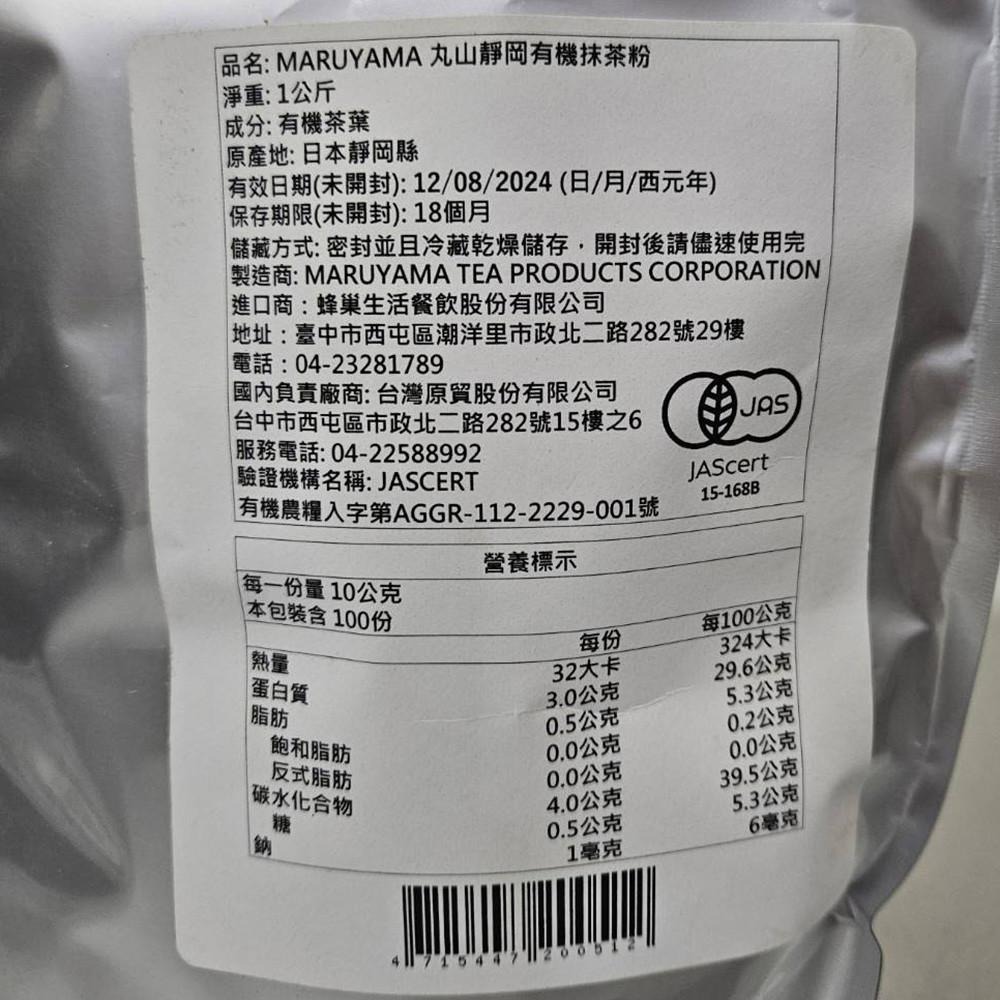 品名: MARUYAMA 丸山靜岡有機抹茶粉
淨重: 1公斤
成分: 有機茶葉
原產地: 日本靜岡縣
有效日期(未開封): 12/08/2024 (日/月/西元年)
保存期限(未開封): 18個月
儲藏方式: 密封並且冷藏乾燥儲存，開封後請儘速使用完
製造商: MARUYAMA TEA PRODUCTS CORPORATION
進口商：蜂巢生活餐飲股份有限公司
地址：臺中市西屯區潮洋里市政北二路282號29樓
電話：04-23281789
國內負責廠商: 台灣原貿股份有限公司
台中市西屯區市政北二路282號15樓之6
服務電話: 04-22588992
驗證機構名稱: JASCERT
有機農糧入字第AGGR-112-2229-001號
JAS
JAScert
15-168B
營養標示
每一份量 10公克
本包裝含 100份
每份 每100公克
熱量 32大卡 324大卡
蛋白質 3.0公克 29.6公克
脂肪 0.5公克 5.3公克
飽和脂肪 0.0公克 0.2公克
反式脂肪 0.0公克 0.0公克
碳水化合物 4.0公克 39.5公克
糖 0.5公克 5.3公克
鈉 1毫克 6毫克
4 715447 200512